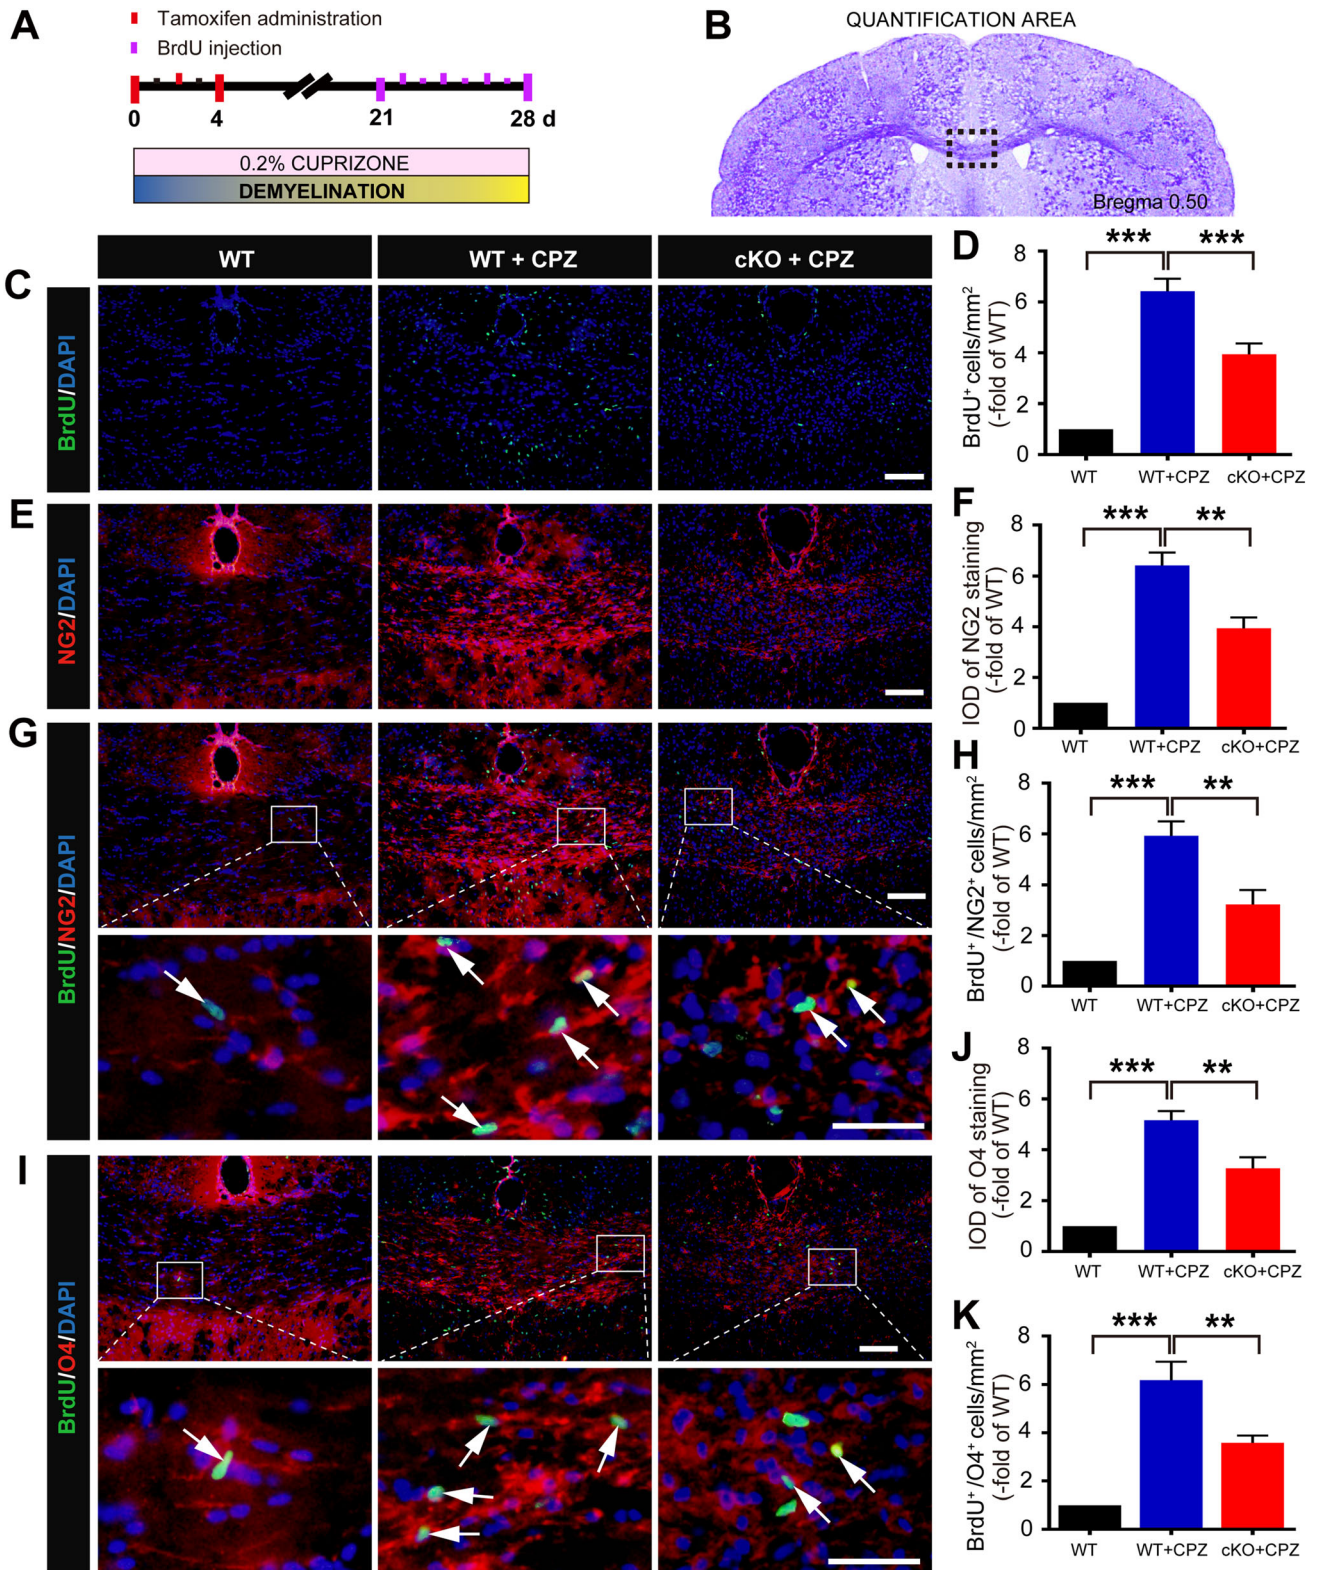 A
Tamoxifen administration
BrdU injection
0 4 21 28 d
0.2% CUPRIZONE
DEMYELINATION
B
QUANTIFICATION AREA
Bregma 0.50
WT
WT + CPZ
cKO + CPZ
C
BrdU/DAPI
D
BrdU⁺ cells/mm²
(-fold of WT)
8
6
4
2
0
***
***
WT WT+CPZ cKO+CPZ
E
NG2/DAPI
F
IOD of NG2 staining
(-fold of WT)
8
6
4
2
0
***
**
WT WT+CPZ cKO+CPZ
G
BrdU/NG2/DAPI
H
BrdU⁺/NG2⁺ cells/mm²
(-fold of WT)
8
6
4
2
0
***
**
WT WT+CPZ cKO+CPZ
I
BrdU/O4/DAPI
J
IOD of O4 staining
(-fold of WT)
8
6
4
2
0
***
**
WT WT+CPZ cKO+CPZ
K
BrdU⁺/O4⁺ cells/mm²
(-fold of WT)
8
6
4
2
0
***
**
WT WT+CPZ cKO+CPZ